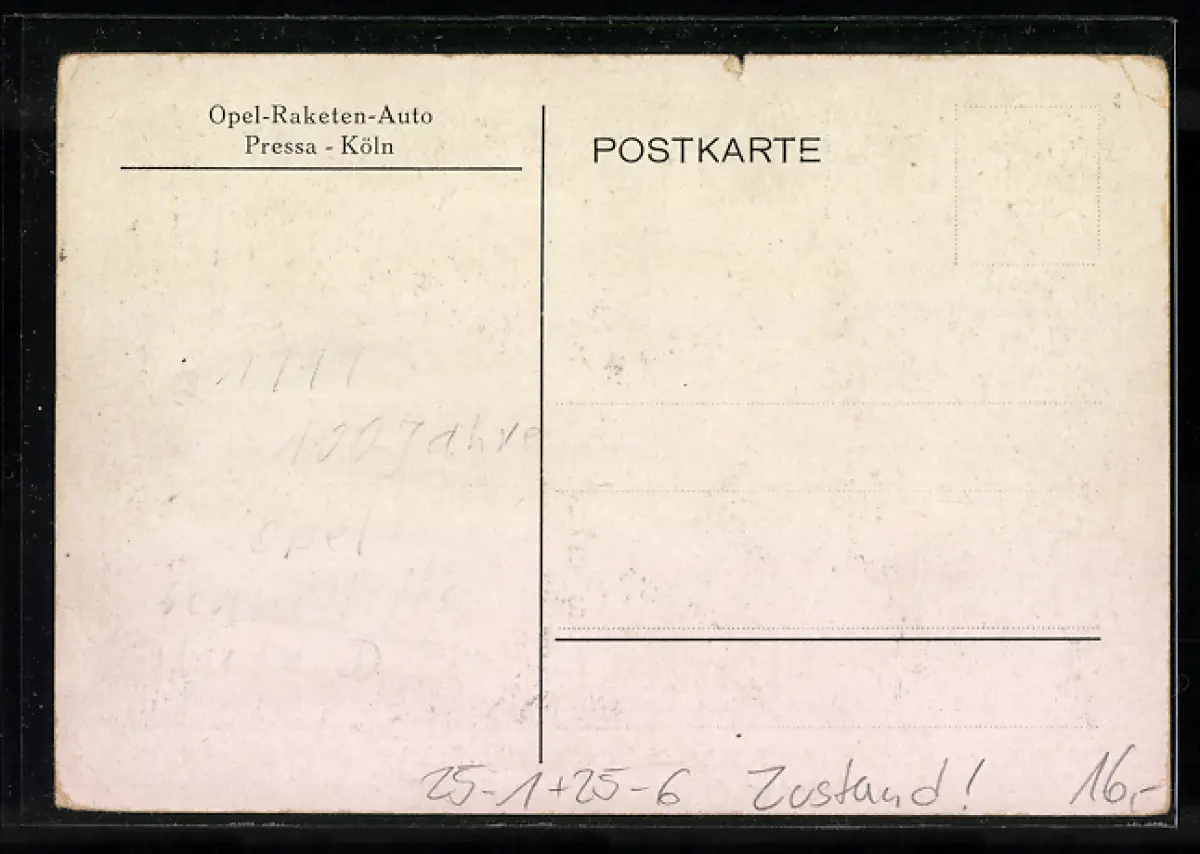 Opel-Raketen-Auto
Pressa - Köln
POSTKARTE
100 Jahre
Opel
D
25-1+25-6 Zustand! 16,-